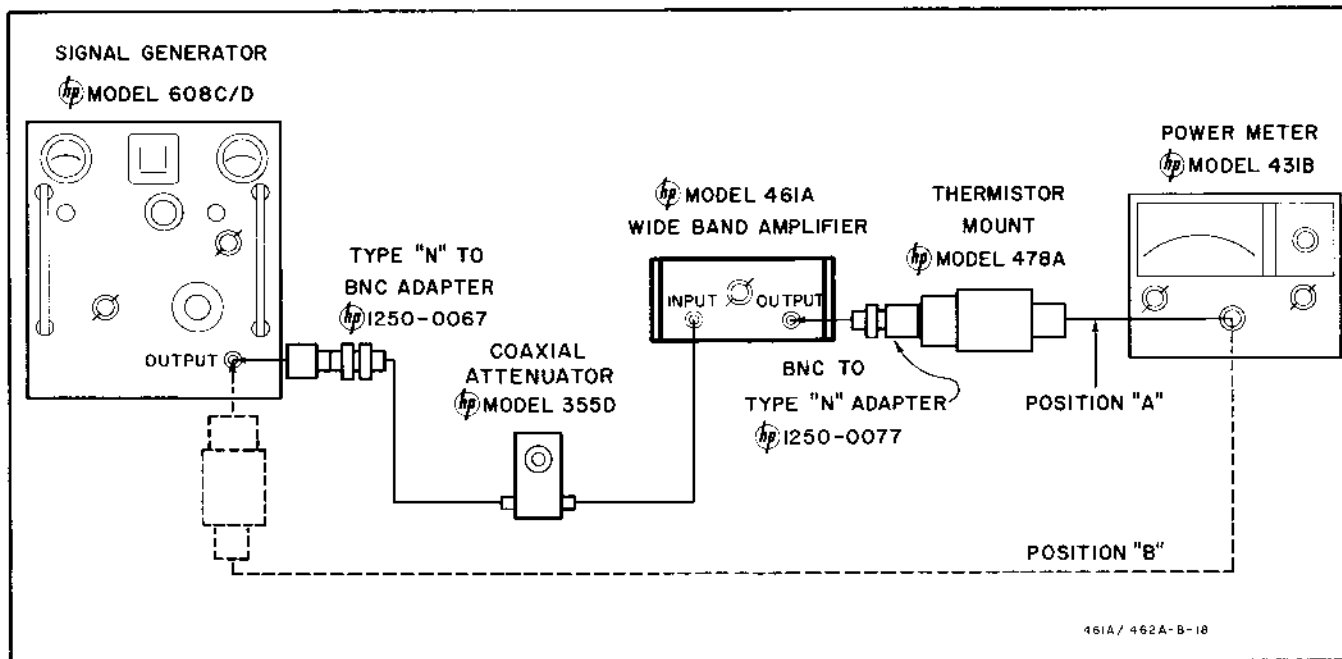 SIGNAL GENERATOR
hp MODEL 608C/D
OUTPUT
TYPE "N" TO
BNC ADAPTER
hp 1250-0067
COAXIAL
ATTENUATOR
hp MODEL 355D
hp MODEL 461A
WIDE BAND AMPLIFIER
INPUT
OUTPUT
BNC TO
TYPE "N" ADAPTER
hp 1250-0077
THERMISTOR
MOUNT
hp MODEL 478A
POWER METER
hp MODEL 431B
POSITION "A"
POSITION "B"
461A/462A-B-18